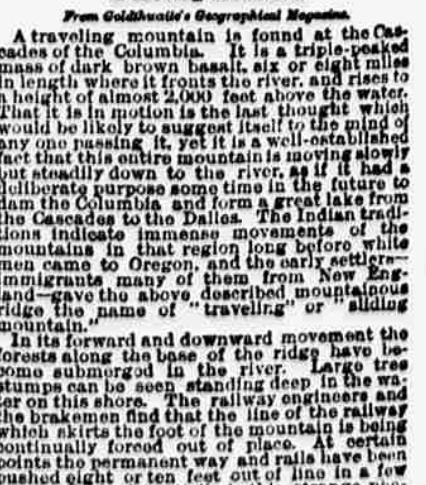 From Goldthwaite's Geographical Magazine.
A traveling mountain is found at the Cas-
cades of the Columbia. It is a triple-peaked
mass of dark brown basalt, six or eight miles
in length where it fronts the river, and rises to
a height of almost 2,000 feet above the water.
That it is in motion is the last thought which
would be likely to suggest itself to the mind of
any one passing it, yet it is a well-established
fact that this entire mountain is moving slowly
but steadily down to the river, as if it had a
deliberate purpose some time in the future to
dam the Columbia and form a great lake from
the Cascades to the Dalles. The Indian tradi-
tions indicate immense movements of the
mountains in that region long before white
men came to Oregon, and the early settlers—
immigrants many of them from New Eng-
land—gave the above described mountainous
ridge the name of "traveling" or "sliding
mountain."
In its forward and downward movement the
forests along the base of the ridge have be-
come submerged in the river. Large tree
stumps can be seen standing deep in the wa-
ter on this shore. The railway engineers and
the brakemen find that the line of the railway
which skirts the foot of the mountain is being
continually forced out of place. At certain
points the permanent way and rails have been
pushed eight or ten feet out of line in a few